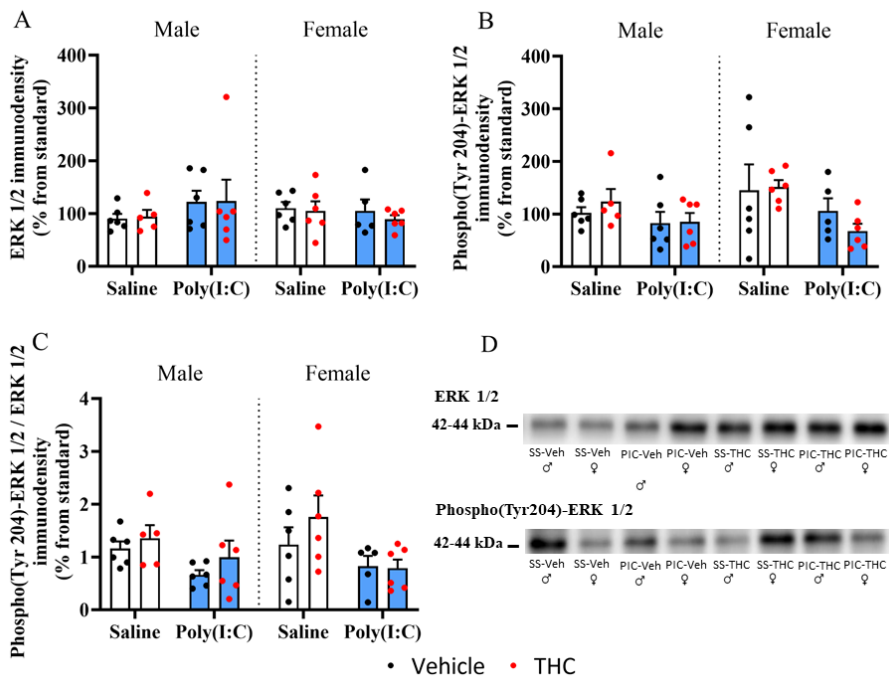 A
Male Female
ERK 1/2 immunodensity
(% from standard)
400
300
200
100
0
Saline Poly(I:C) Saline Poly(I:C)
B
Male Female
Phospho(Tyr 204)-ERK 1/2
immunodensity
(% from standard)
400
300
200
100
0
Saline Poly(I:C) Saline Poly(I:C)
C
Male Female
Phospho(Tyr 204)-ERK 1/2 / ERK 1/2
immunodensity
(% from standard)
4
3
2
1
0
Saline Poly(I:C) Saline Poly(I:C)
D
ERK 1/2
42-44 kDa
SS-Veh SS-Veh PIC-Veh PIC-Veh SS-THC SS-THC PIC-THC PIC-THC
♂ ♀ ♂ ♀ ♂ ♀ ♂ ♀
Phospho(Tyr204)-ERK 1/2
42-44 kDa
SS-Veh SS-Veh PIC-Veh PIC-Veh SS-THC SS-THC PIC-THC PIC-THC
♂ ♀ ♂ ♀ ♂ ♀ ♂ ♀
• Vehicle • THC